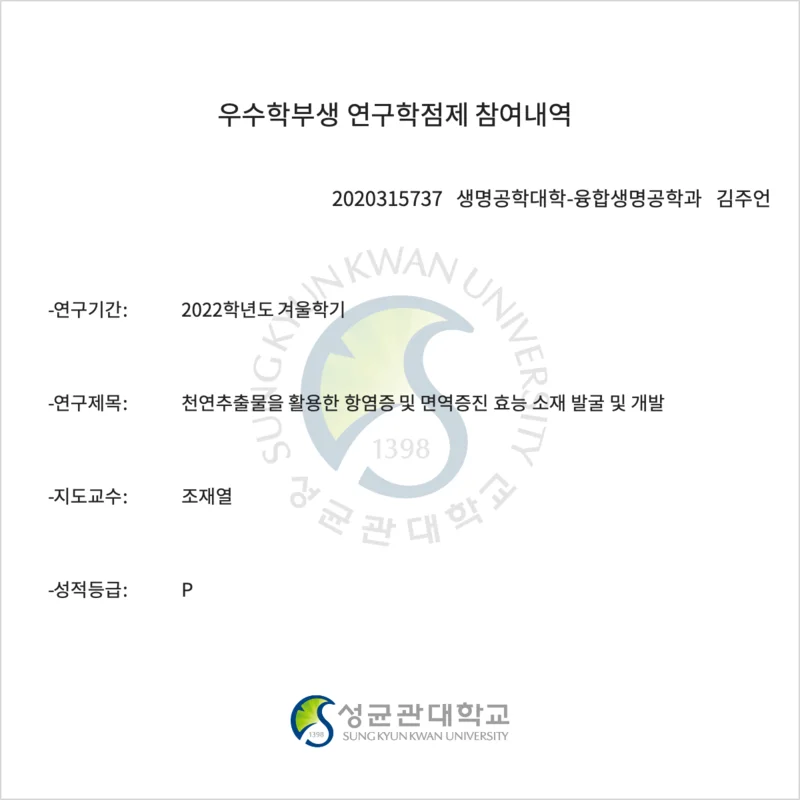 우수학부생 연구학점제 참여내역
2020315737 생명공학대학-융합생명공학과 김주언
-연구기간: 2022학년도 겨울학기
-연구제목: 천연추출물을 활용한 항염증 및 면역증진 효능 소재 발굴 및 개발
-지도교수: 조재열
-성적등급: P
SUNGKYUNKWAN UNIVERSITY
1398
성균관대학교
1398
성균관대학교
SUNGKYUNKWAN UNIVERSITY